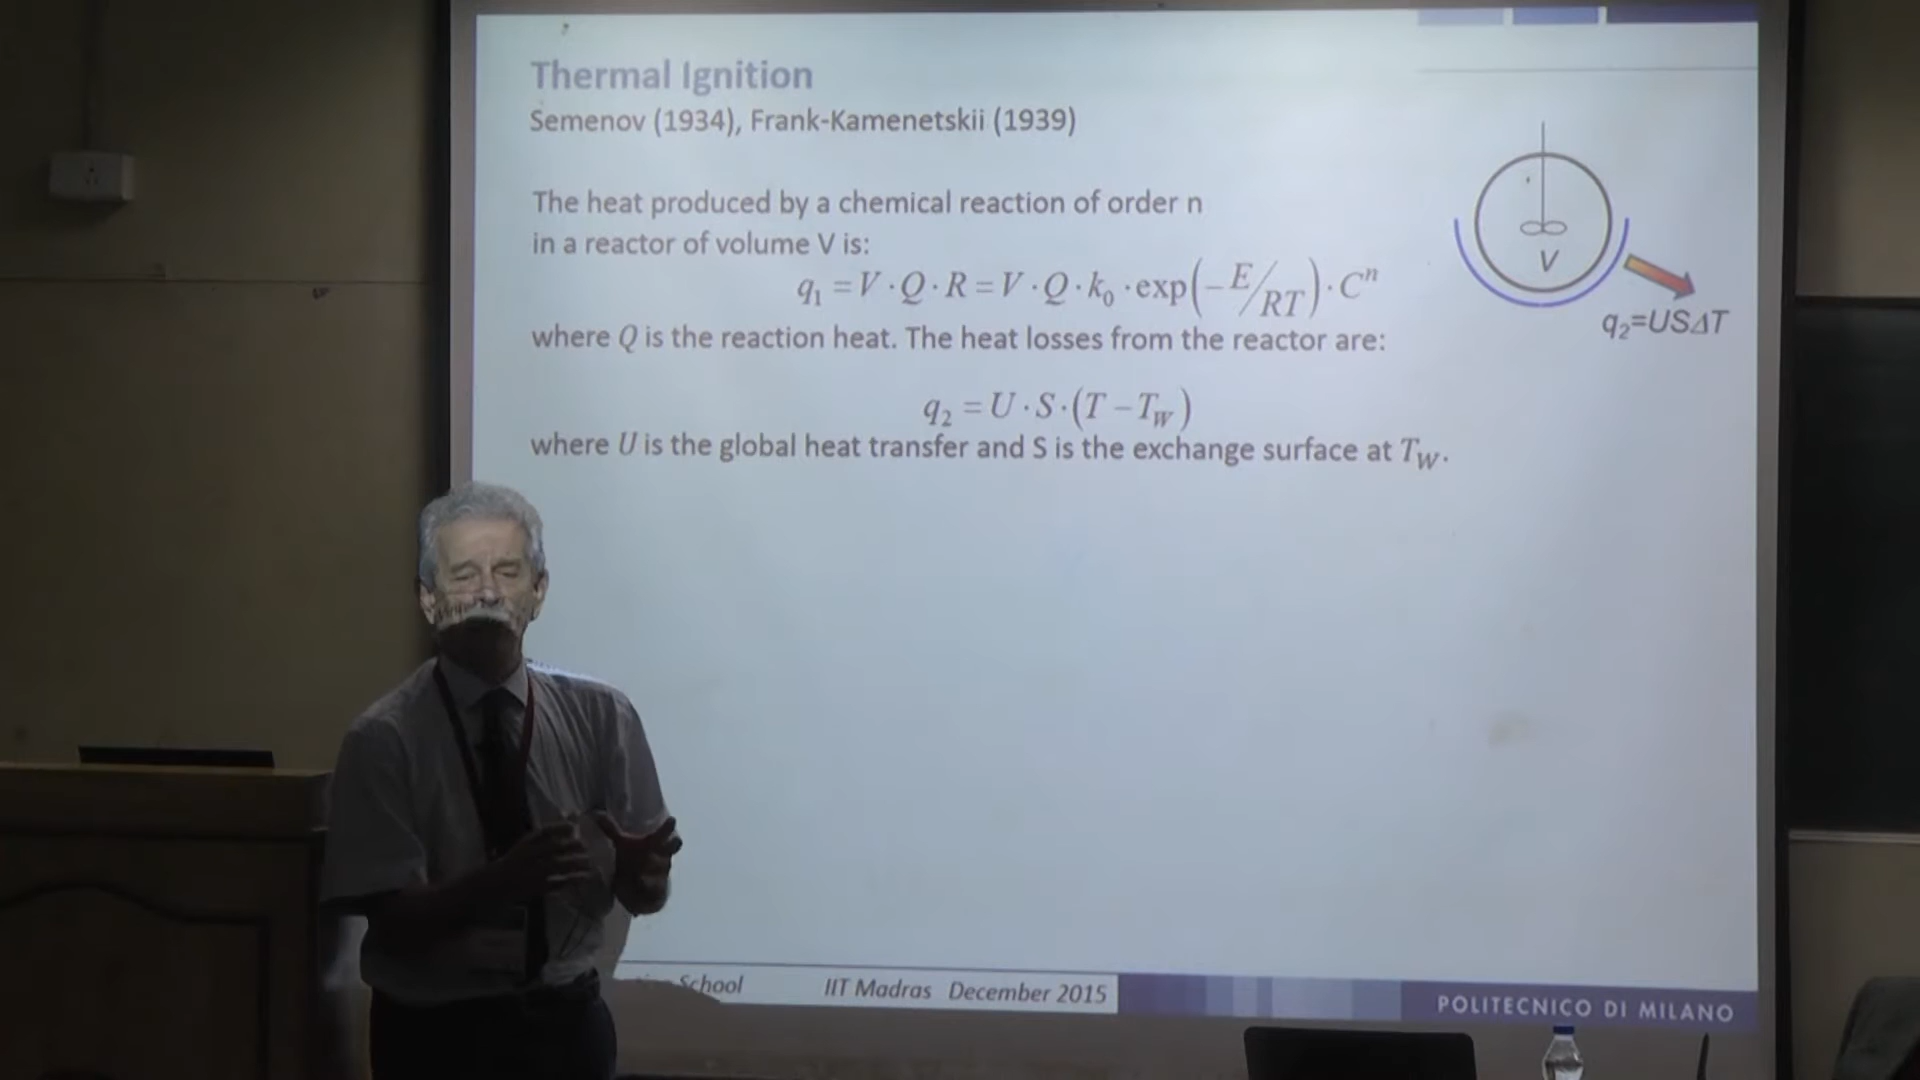 Thermal Ignition
Semenov (1934), Frank-Kamenetskii (1939)
The heat produced by a chemical reaction of order n
in a reactor of volume V is:
q₁ = V · Q · R = V · Q · k₀ · exp(−E/RT) · Cⁿ
where Q is the reaction heat. The heat losses from the reactor are:
q₂ = U · S · (T − T_W)
where U is the global heat transfer and S is the exchange surface at T_W.
V
q₂=USΔT
School
IIT Madras December 2015
POLITECNICO DI MILANO